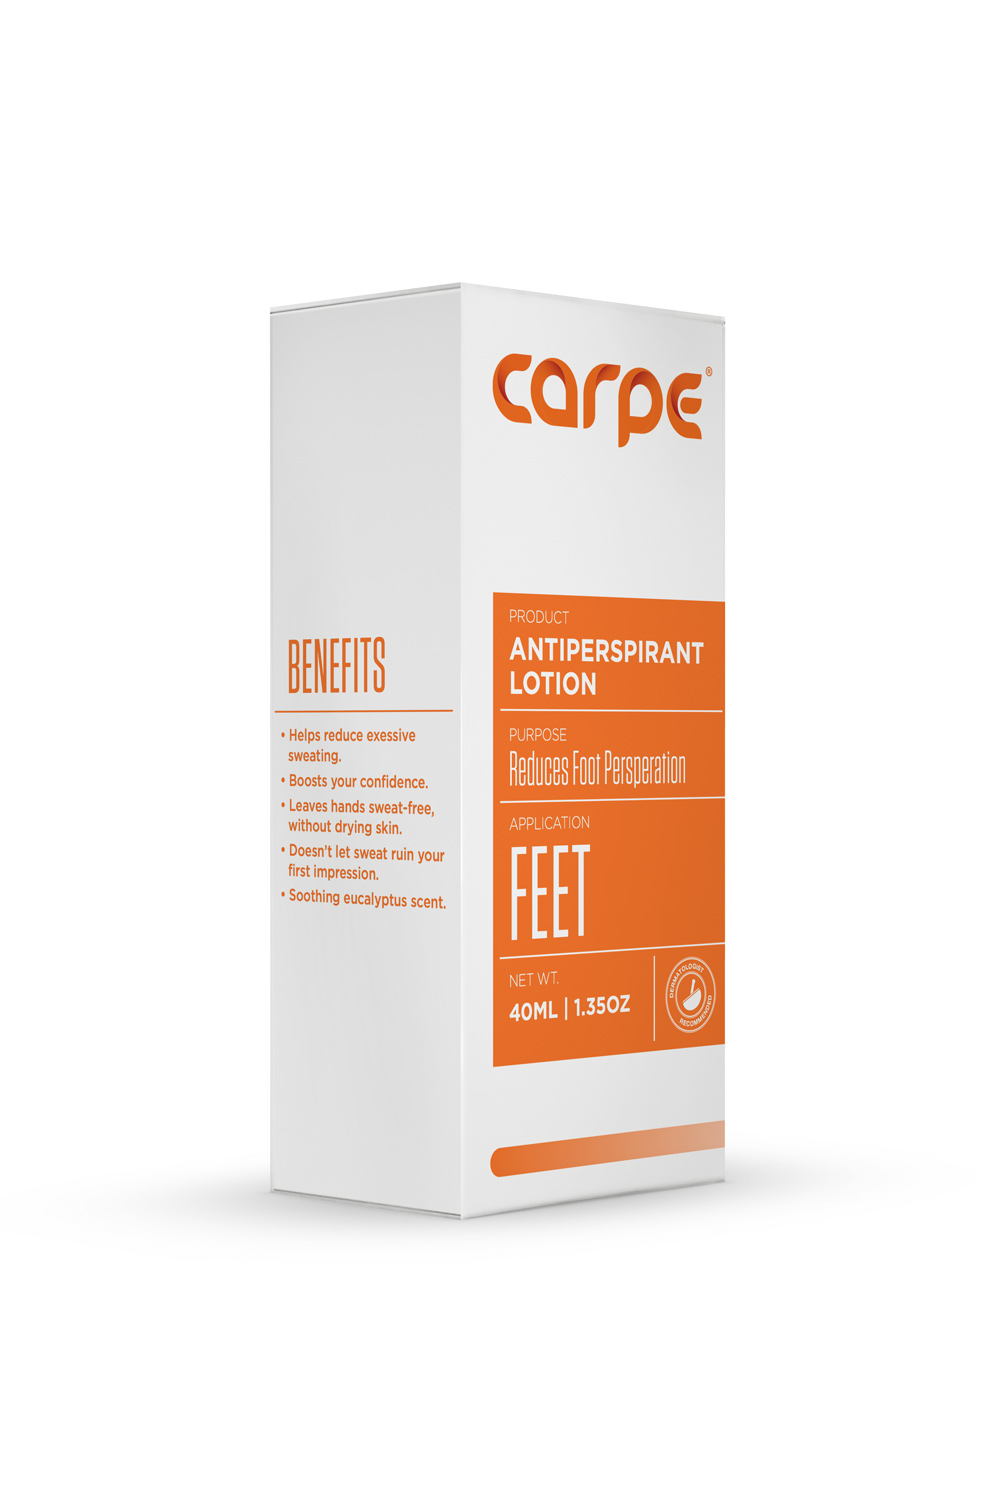 BENEFITS
• Helps reduce exessive
sweating.
• Boosts your confidence.
• Leaves hands sweat-free,
without drying skin.
• Doesn't let sweat ruin your
first impression.
• Soothing eucalyptus scent.
carpe®
PRODUCT
ANTIPERSPIRANT
LOTION
PURPOSE
Reduces Foot Persperation
APPLICATION
FEET
NET WT.
40ML | 1.35OZ
DERMATOLOGIST
RECOMMENDED